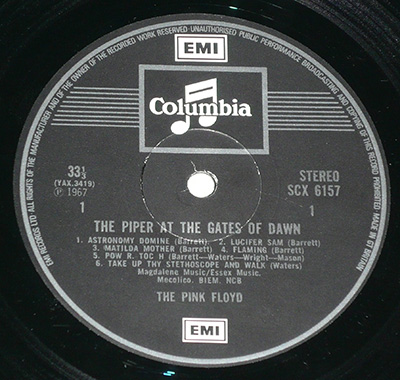 EMI
ALL RIGHTS OF THE MANUFACTURER AND OF THE OWNER OF THE RECORDED WORK RESERVED · UNAUTHORISED PUBLIC PERFORMANCE BROADCASTING AND COPYING OF THIS RECORD PROHIBITED MADE IN GT BRITAIN
EMI RECORDS LTD
Columbia
33⅓
(YAX.3419)
℗ 1967
STEREO
SCX 6157
1
1
THE PIPER AT THE GATES OF DAWN
1. ASTRONOMY DOMINE (Barrett) 2. LUCIFER SAM (Barrett)
3. MATILDA MOTHER (Barrett) 4. FLAMING (Barrett)
5. POW R. TOC H (Barrett—Waters—Wright—Mason)
6. TAKE UP THY STETHOSCOPE AND WALK (Waters)
Magdalene Music/Essex Music.
Mecolico. BIEM. NCB
THE PINK FLOYD
EMI